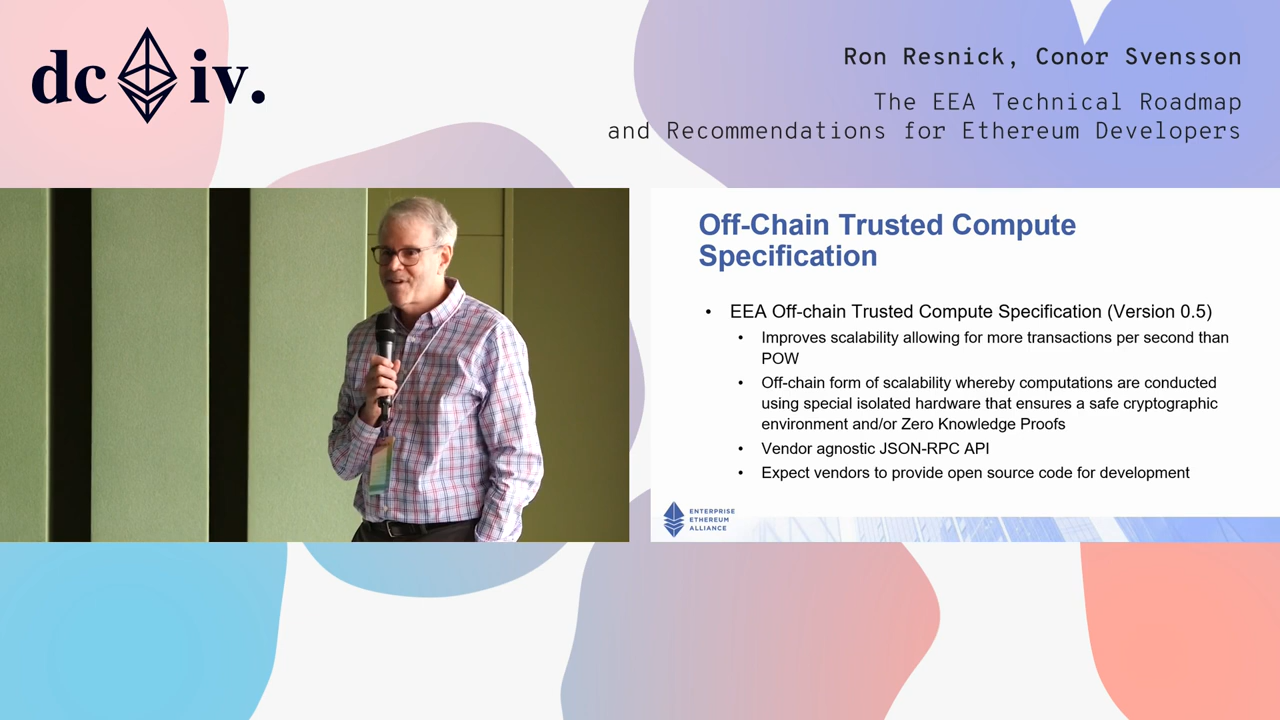 dc iv.
Ron Resnick, Conor Svensson
The EEA Technical Roadmap
and Recommendations for Ethereum Developers
Off-Chain Trusted Compute
Specification
• EEA Off-chain Trusted Compute Specification (Version 0.5)
• Improves scalability allowing for more transactions per second than
POW
• Off-chain form of scalability whereby computations are conducted
using special isolated hardware that ensures a safe cryptographic
environment and/or Zero Knowledge Proofs
• Vendor agnostic JSON-RPC API
• Expect vendors to provide open source code for development
ENTERPRISE
ETHEREUM
ALLIANCE